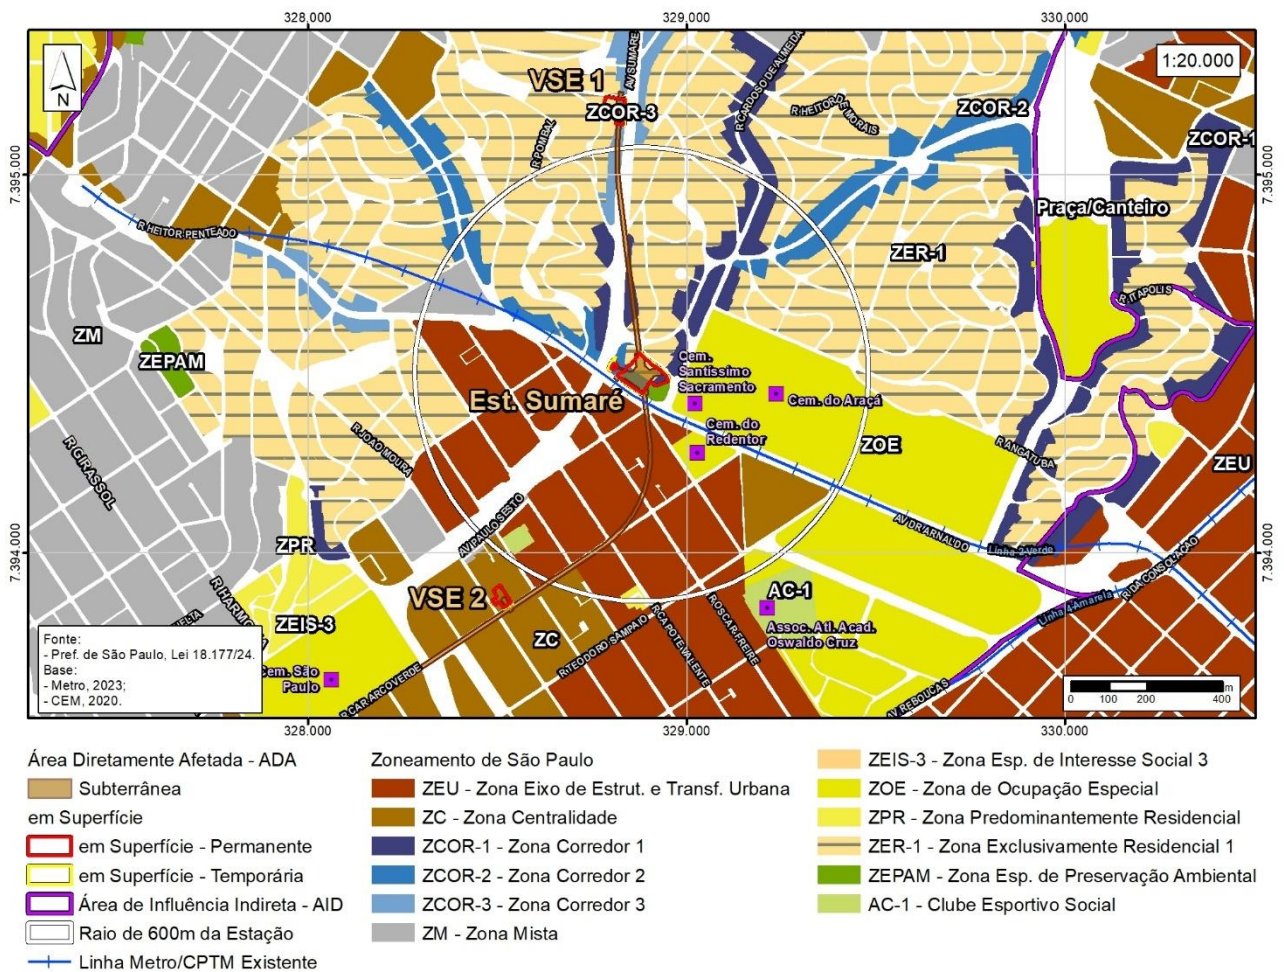 328.000
329.000
330.000
1:20.000
N
VSE 1
AV SUMARE
R CARDOSO DE ALMEIDA
R HEITOR DE MORAIS
ZCOR-2
ZCOR-3
R POMBAL
ZCOR-1
7.395.000
7.395.000
Praça/Canteiro
R HEITOR PENTEADO
ZER-1
R ITAPOLIS
ZM
ZEPAM
Cem.
Santíssimo
Sacramento
Est. Sumaré
Cem. do Araçá
Cem. do
Redentor
R JOAO MOURA
ZOE
R ANGATUBA
ZEU
R GIRASSOL
AV PAULO SESTO
AV DR ARNALDO
ZPR
Linha 2-Verde
7.394.000
7.394.000
R DA CONSOLACAO
VSE 2
AC-1
Linha 4-Amarela
ZEIS-3
ZC
R TEODORO SAMPAIO
R CAPOTE VALENTE
R OSCAR FREIRE
Assoc. Atl. Acad.
Oswaldo Cruz
Fonte:
- Pref. de São Paulo, Lei 18.177/24.
Base:
- Metro, 2023;
- CEM, 2020.
Cem. São
Paulo
R CAR ARCOVERDE
AV REBOUCAS
0 100 200 400 m
328.000
329.000
330.000
Área Diretamente Afetada - ADA
Subterrânea
em Superfície
em Superfície - Permanente
em Superfície - Temporária
Área de Influência Indireta - AID
Raio de 600m da Estação
Linha Metro/CPTM Existente
Zoneamento de São Paulo
ZEU - Zona Eixo de Estrut. e Transf. Urbana
ZC - Zona Centralidade
ZCOR-1 - Zona Corredor 1
ZCOR-2 - Zona Corredor 2
ZCOR-3 - Zona Corredor 3
ZM - Zona Mista
ZEIS-3 - Zona Esp. de Interesse Social 3
ZOE - Zona de Ocupação Especial
ZPR - Zona Predominantemente Residencial
ZER-1 - Zona Exclusivamente Residencial 1
ZEPAM - Zona Esp. de Preservação Ambiental
AC-1 - Clube Esportivo Social